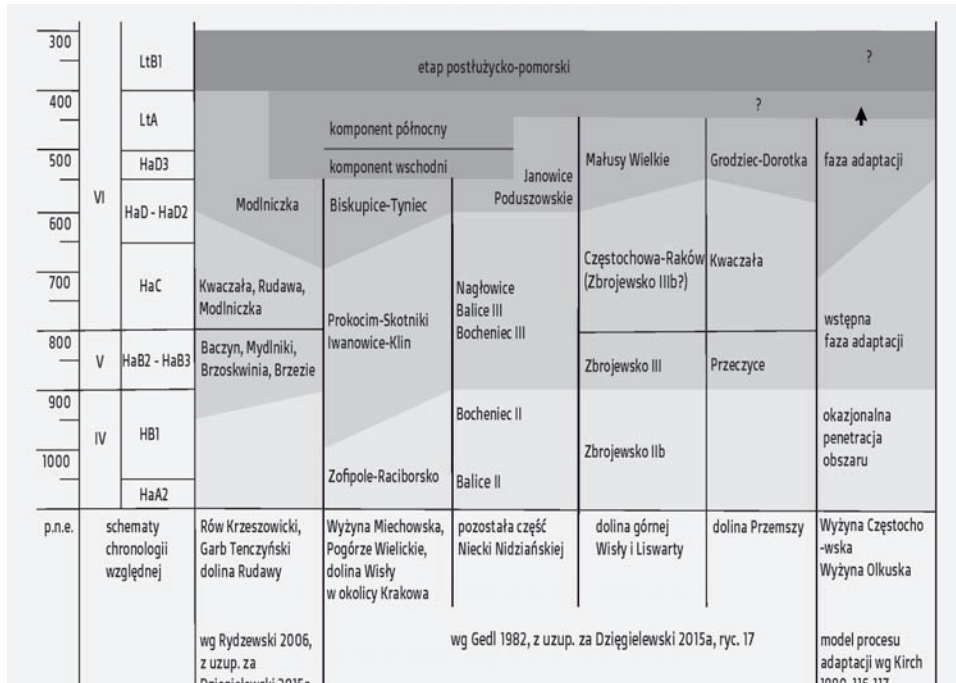 300
LtB1
etap postłużycko-pomorski
?
400
LtA
?
komponent północny
500
HaD3
komponent wschodni
Janowice
Poduszowskie
Małusy Wielkie
Grodziec-Dorotka
faza adaptacji
VI
HaD - HaD2
Modlniczka
Biskupice-Tyniec
600
700
HaC
Kwaczała, Rudawa,
Modlniczka
Prokocim-Skotniki
Iwanowice-Klin
Nagłowice
Balice III
Bocheniec III
Częstochowa-Raków
(Zbrojewsko IIIb?)
Kwaczała
wstępna
faza adaptacji
800
V
HaB2 - HaB3
Baczyn, Mydlniki,
Brzoskwinia, Brzezie
Zbrojewsko III
Przeczyce
900
IV
HB1
Bocheniec II
Zbrojewsko IIb
okazjonalna
penetracja
obszaru
1000
HaA2
Zofipole-Raciborsko
Balice II
p.n.e.
schematy
chronologii
względnej
Rów Krzeszowicki,
Garb Tenczyński
dolina Rudawy
Wyżyna Miechowska,
Pogórze Wielickie,
dolina Wisły
w okolicy Krakowa
pozostała część
Niecki Nidziańskiej
dolina górnej
Wisły i Liswarty
dolina Przemszy
Wyżyna Częstocho
-wska
Wyżyna Olkuska
wg Rydzewski 2006,
z uzup. za
wg Gedl 1982, z uzup. za Dzięgielewski 2015a, ryc. 17
model procesu
adaptacji wg Kirch